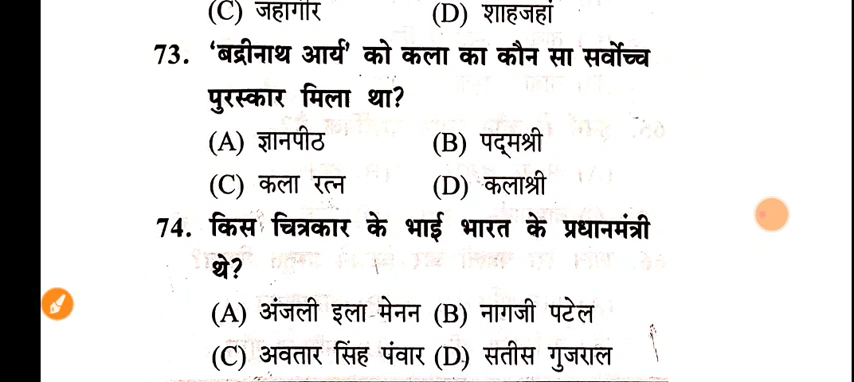 (C) जहाँगीर (D) शाहजहां
73. 'बद्रीनाथ आर्य' को कला का कौन सा सर्वोच्च
पुरस्कार मिला था?
(A) ज्ञानपीठ (B) पद्मश्री
(C) कला रत्न (D) कलाश्री
74. किस चित्रकार के भाई भारत के प्रधानमंत्री
थे?
(A) अंजली इला मेनन (B) नागजी पटेल
(C) अवतार सिंह पंवार (D) सतीस गुजराल